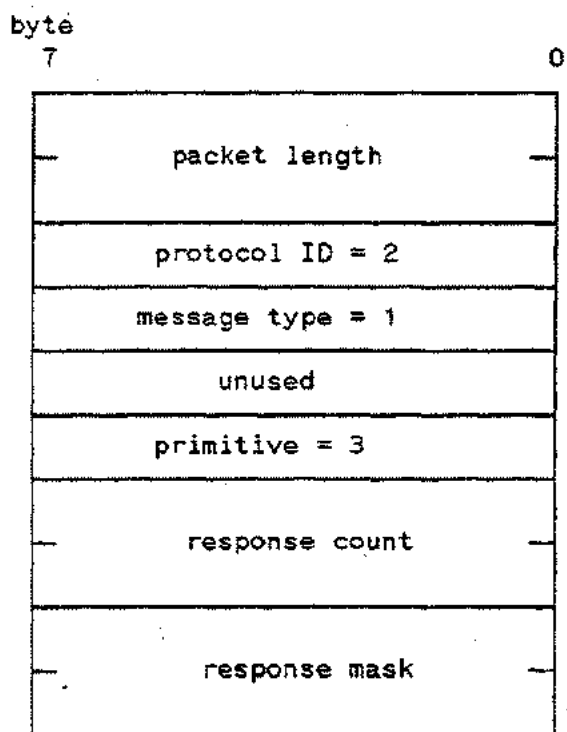 byte
7 0
packet length
protocol ID = 2
message type = 1
unused
primitive = 3
response count
response mask